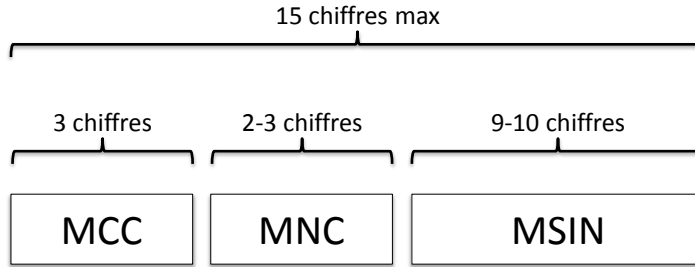 15 chiffres max
3 chiffres
2-3 chiffres
9-10 chiffres
MCC
MNC
MSIN